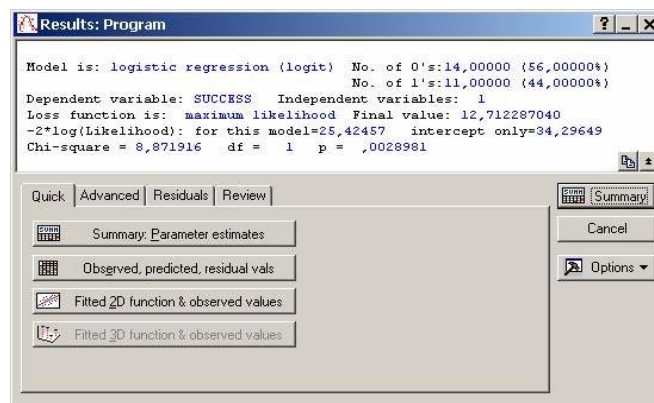 Results: Program
Model is: logistic regression (logit) No. of 0's:14,00000 (56,00000%)
No. of 1's:11,00000 (44,00000%)
Dependent variable: SUCCESS Independent variables: 1
Loss function is: maximum likelihood Final value: 12,712287040
-2*log(Likelihood): for this model=25,42457 intercept only=34,29649
Chi-square = 8,871916 df = 1 p = ,0028981
Quick Advanced Residuals Review
Summary
Summary: Parameter estimates
Cancel
Observed, predicted, residual vals
Options
Fitted 2D function & observed values
Fitted 3D function & observed values